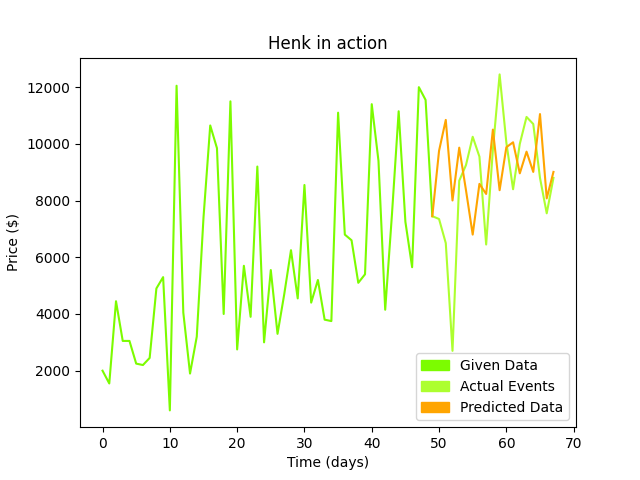 Henk in action
Price ($)
12000
10000
8000
6000
4000
2000
0
10
20
30
40
50
60
70
Time (days)
Given Data
Actual Events
Predicted Data